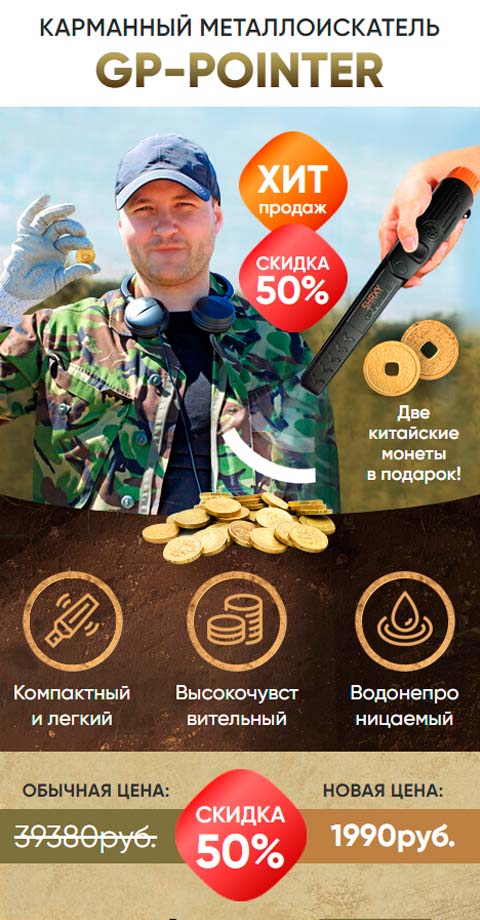 КАРМАННЫЙ МЕТАЛЛОИСКАТЕЛЬ
GP-POINTER
ХИТ
продаж
СКИДКА
50%
SHRXY
Две
китайские
монеты
в подарок!
Компактный
и легкий
Высокочувст
вительный
Водонепро
ницаемый
ОБЫЧНАЯ ЦЕНА:
39380руб.
СКИДКА
50%
НОВАЯ ЦЕНА:
1990руб.